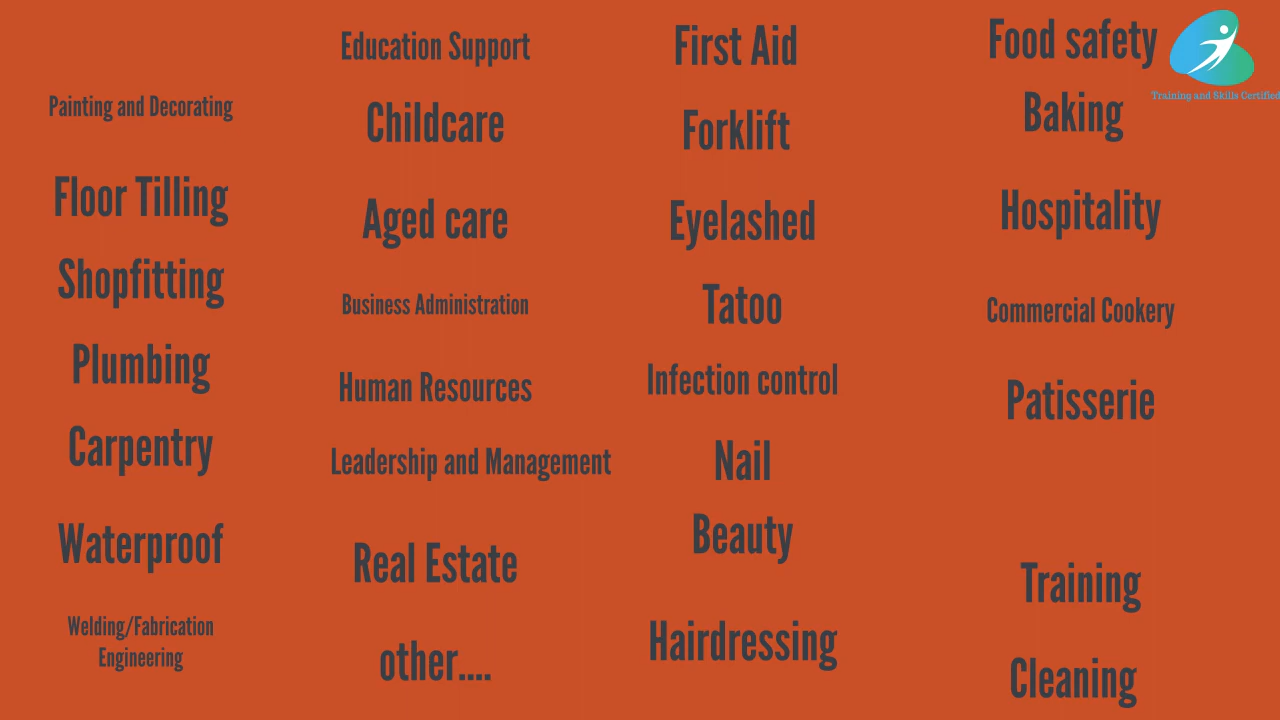 Painting and Decorating
Floor Tilling
Shopfitting
Plumbing
Carpentry
Waterproof
Welding/Fabrication
Engineering
Education Support
Childcare
Aged care
Business Administration
Human Resources
Leadership and Management
Real Estate
other....
First Aid
Forklift
Eyelashed
Tatoo
Infection control
Nail
Beauty
Hairdressing
Food safety
Baking
Hospitality
Commercial Cookery
Patisserie
Training
Cleaning
Training and Skills Certified